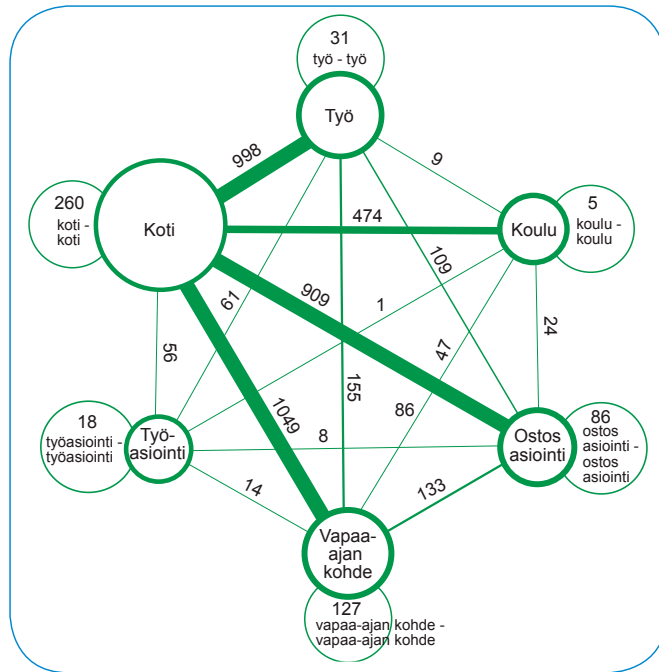 31
työ - työ
Työ
998
9
260
koti -
koti
Koti
474
Koulu
5
koulu -
koulu
109
61
909
1
47
24
56
155
1049
86
18
työasiointi -
työasiointi
Työ-
asiointi
8
Ostos
asiointi
86
ostos
asiointi -
ostos
asiointi
14
133
Vapaa-
ajan
kohde
127
vapaa-ajan kohde -
vapaa-ajan kohde